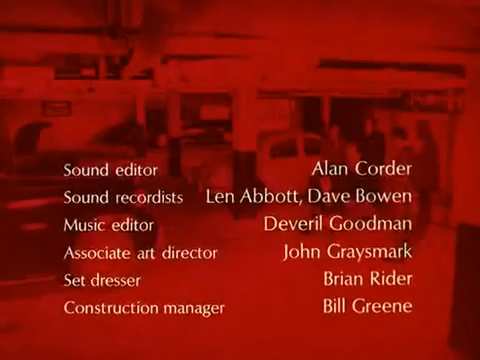 Sound editor Alan Corder
Sound recordists Len Abbott, Dave Bowen
Music editor Deveril Goodman
Associate art director John Graysmark
Set dresser Brian Rider
Construction manager Bill Greene